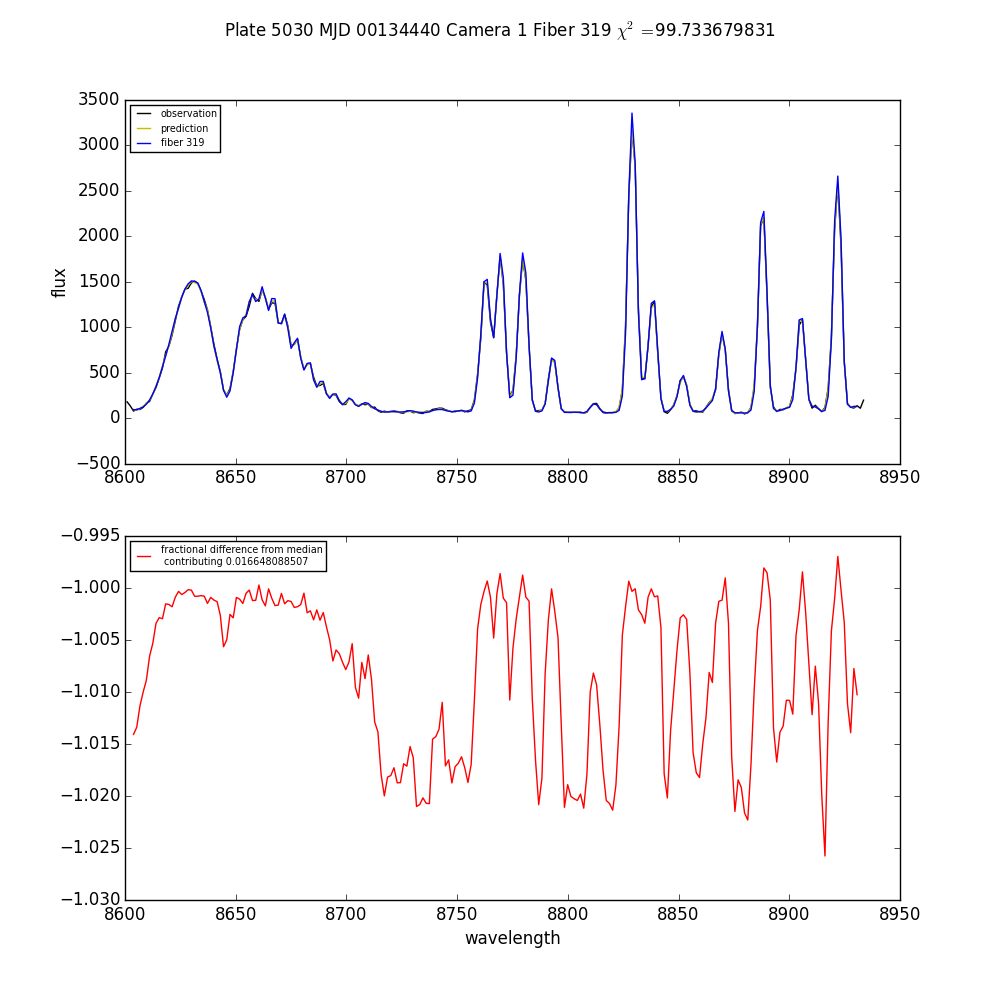 Plate 5030 MJD 00134440 Camera 1 Fiber 319 χ² =99.733679831
3500
3000
2500
2000
1500
1000
500
0
−500
flux
observation
prediction
fiber 319
8600 8650 8700 8750 8800 8850 8900 8950
−0.995
−1.000
−1.005
−1.010
−1.015
−1.020
−1.025
−1.030
fractional difference from median
contributing 0.016648088507
8600 8650 8700 8750 8800 8850 8900 8950
wavelength